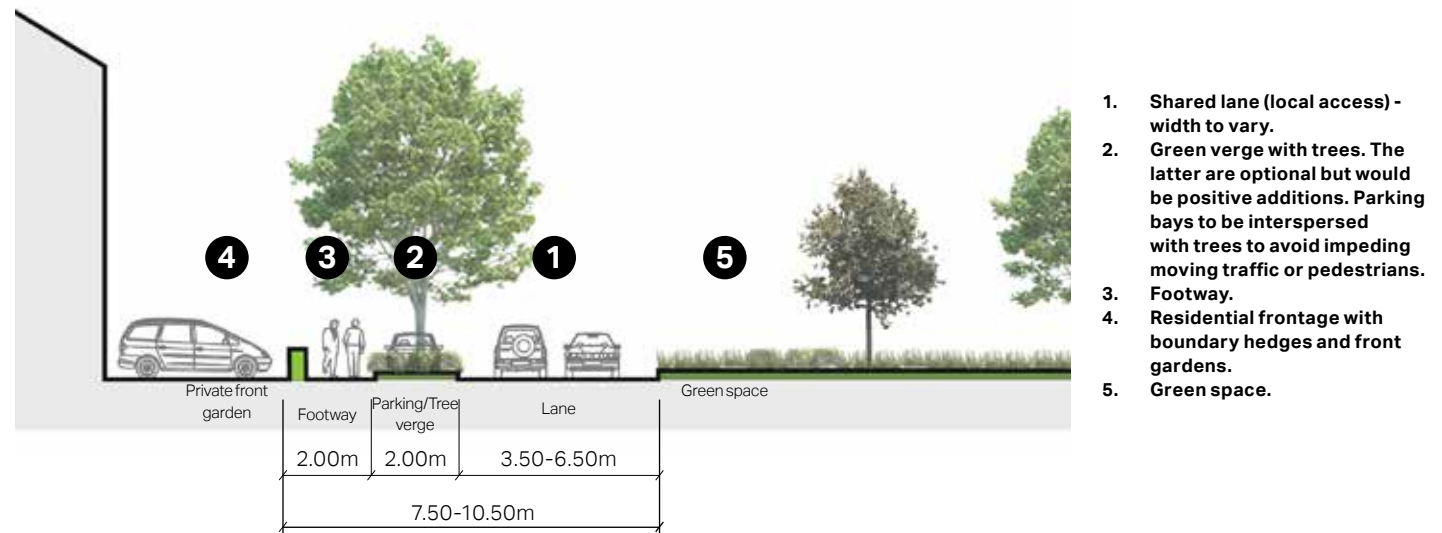 4
3
2
1
5
Private front
garden
Footway
Parking/Tree
verge
Lane
Green space
2.00m
2.00m
3.50-6.50m
7.50-10.50m
1. Shared lane (local access) -
width to vary.
2. Green verge with trees. The
latter are optional but would
be positive additions. Parking
bays to be interspersed
with trees to avoid impeding
moving traffic or pedestrians.
3. Footway.
4. Residential frontage with
boundary hedges and front
gardens.
5. Green space.